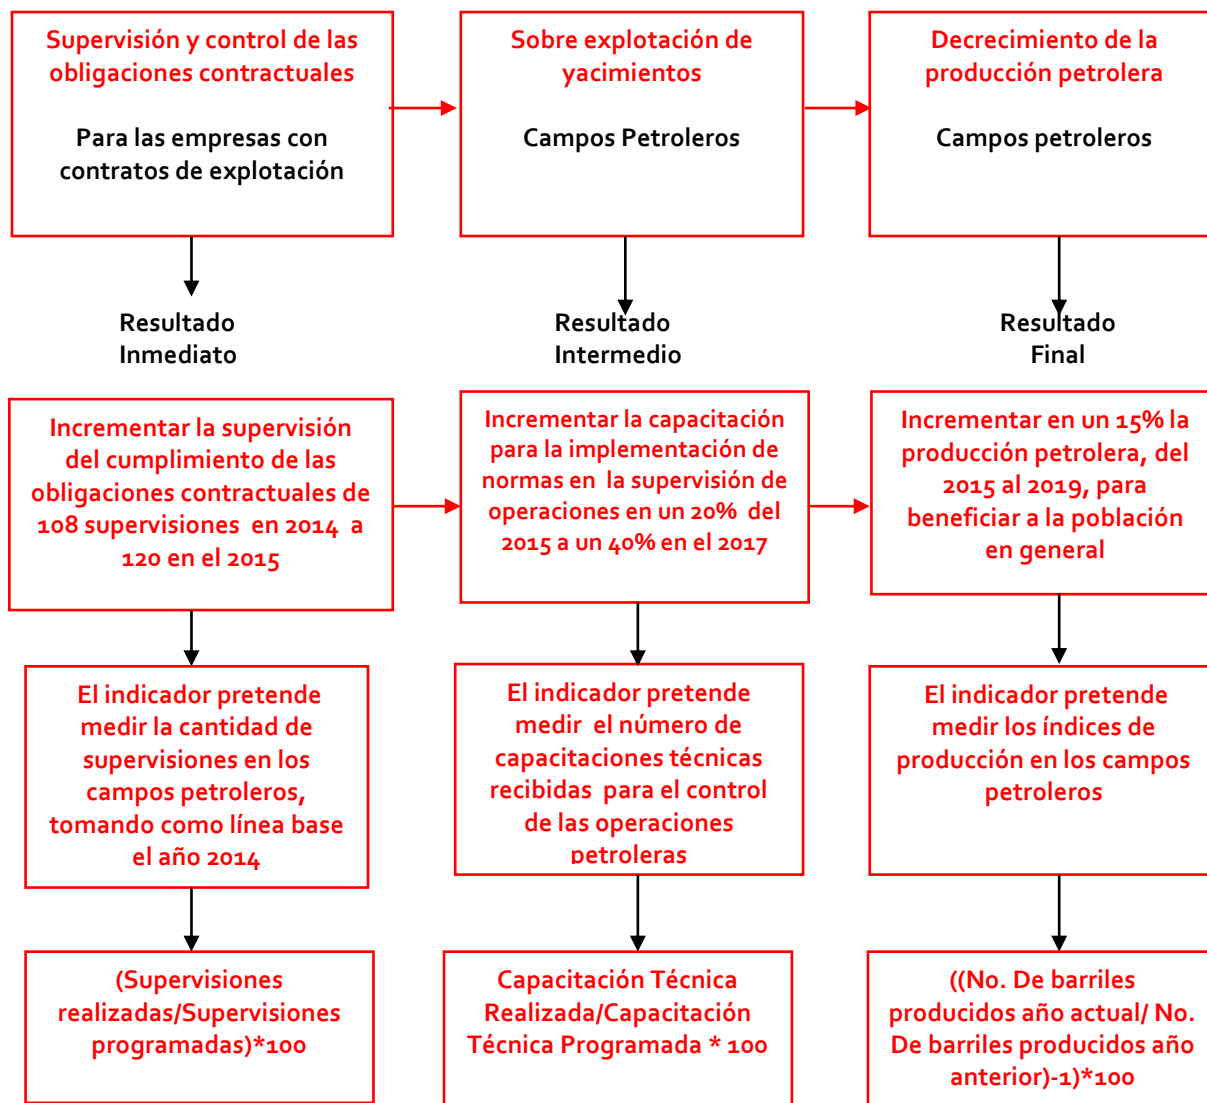 Supervisión y control de las
obligaciones contractuales
Para las empresas con
contratos de explotación
Sobre explotación de
yacimientos
Campos Petroleros
Decrecimiento de la
producción petrolera
Campos petroleros
Resultado
Inmediato
Resultado
Intermedio
Resultado
Final
Incrementar la supervisión
del cumplimiento de las
obligaciones contractuales de
108 supervisiones en 2014 a
120 en el 2015
Incrementar la capacitación
para la implementación de
normas en la supervisión de
operaciones en un 20% del
2015 a un 40% en el 2017
Incrementar en un 15% la
producción petrolera, del
2015 al 2019, para
beneficiar a la población
en general
El indicador pretende
medir la cantidad de
supervisiones en los
campos petroleros,
tomando como línea base
el año 2014
El indicador pretende
medir el número de
capacitaciones técnicas
recibidas para el control
de las operaciones
petroleras
El indicador pretende
medir los índices de
producción en los campos
petroleros
(Supervisiones
realizadas/Supervisiones
programadas)*100
Capacitación Técnica
Realizada/Capacitación
Técnica Programada * 100
((No. De barriles
producidos año actual/ No.
De barriles producidos año
anterior)-1)*100